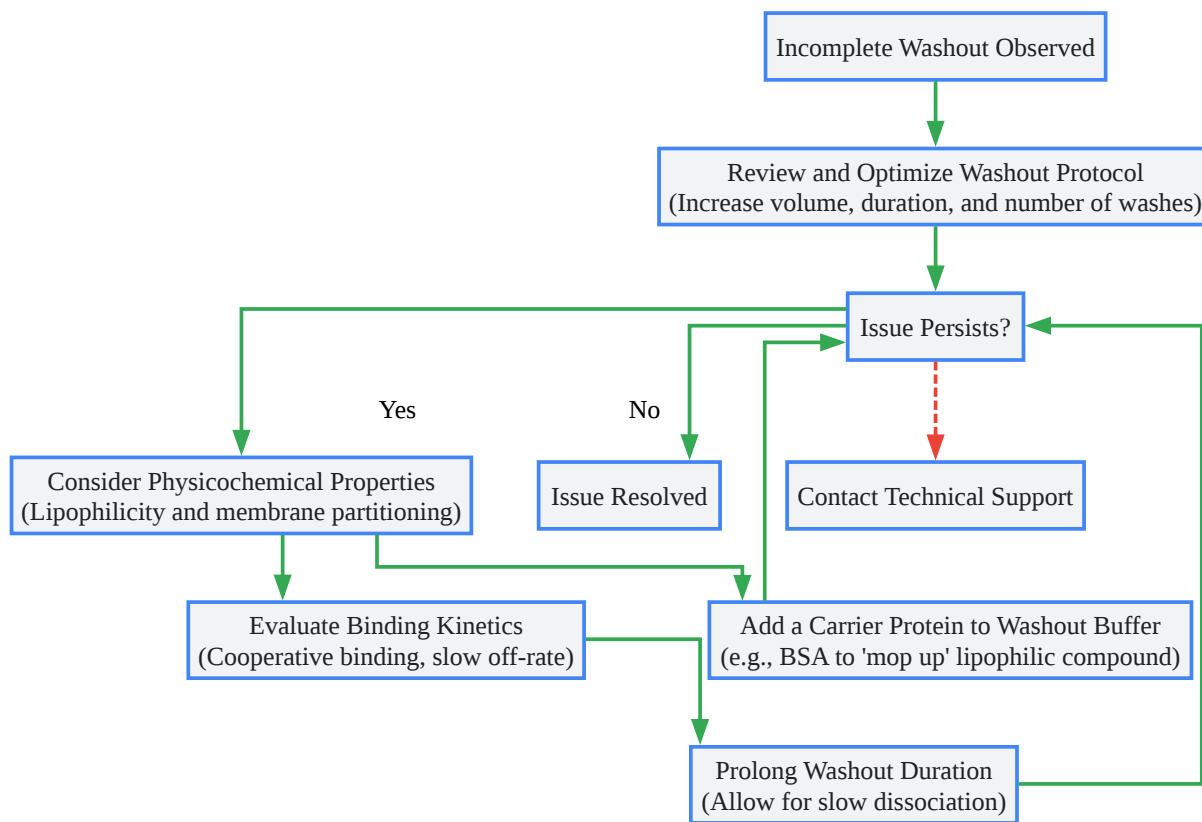 Incomplete Washout Observed
Review and Optimize Washout Protocol
(Increase volume, duration, and number of washes)
Issue Persists?
Yes
No
Consider Physicochemical Properties
(Lipophilicity and membrane partitioning)
Issue Resolved
Contact Technical Support
Evaluate Binding Kinetics
(Cooperative binding, slow off-rate)
Add a Carrier Protein to Washout Buffer
(e.g., BSA to 'mop up' lipophilic compound)
Prolong Washout Duration
(Allow for slow dissociation)